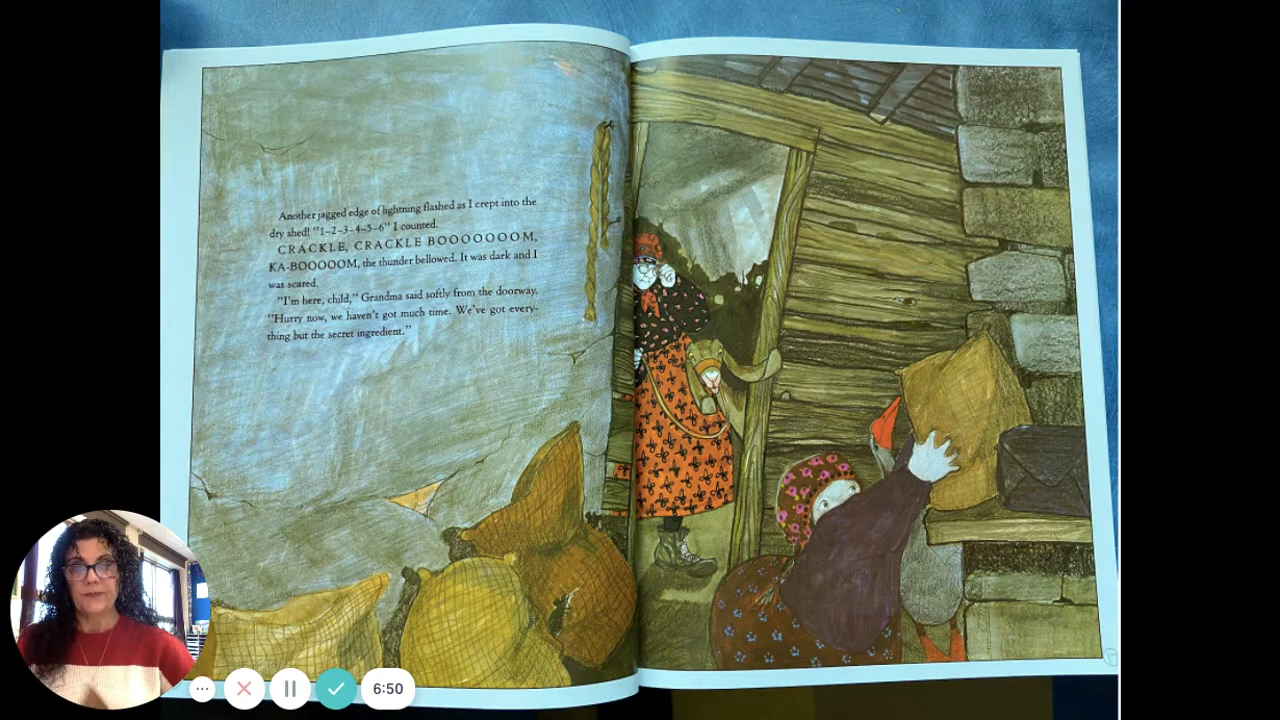 Another jagged edge of lightning flashed as I crept into the
dry shed! "1–2–3–4–5–6" I counted.
CRACKLE, CRACKLE BOOOOOOOM,
KA-BOOOOOM, the thunder bellowed. It was dark and I
was scared.
"I'm here, child," Grandma said softly from the doorway.
"Hurry now, we haven't got much time. We've got every-
thing but the secret ingredient."
6:50